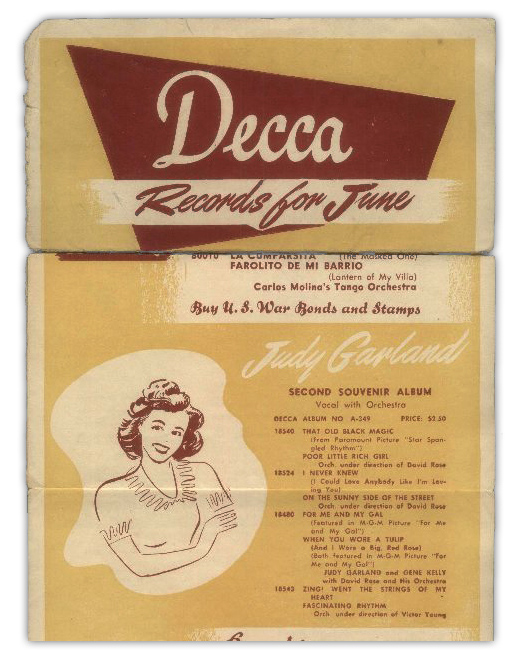 Decca
Records for June
80010 LA CUMPARSITA (The Masked One)
FAROLITO DE MI BARRIO
(Lantern of My Villa)
Carlos Molina's Tango Orchestra
Buy U. S. War Bonds and Stamps
Judy Garland
SECOND SOUVENIR ALBUM
Vocal with Orchestra
DECCA ALBUM NO. A-349 PRICE: $2.50
18540 THAT OLD BLACK MAGIC
(From Paramount Picture "Star Span-
gled Rhythm")
POOR LITTLE RICH GIRL
Orch. under direction of David Rose
18524 I NEVER KNEW
(I Could Love Anybody Like I'm Lov-
ing You)
ON THE SUNNY SIDE OF THE STREET
Orch. under direction of David Rose
18480 FOR ME AND MY GAL
(Featured in M-G-M Picture "For Me
and My Gal")
WHEN YOU WORE A TULIP
(And I Wore a Big, Red Rose)
(Both featured in M-G-M Picture "For
Me and My Gal")
JUDY GARLAND and GENE KELLY
with David Rose and His Orchestra
18543 ZING! WENT THE STRINGS OF MY
HEART
FASCINATING RHYTHM
Orch. under direction of Victor Young